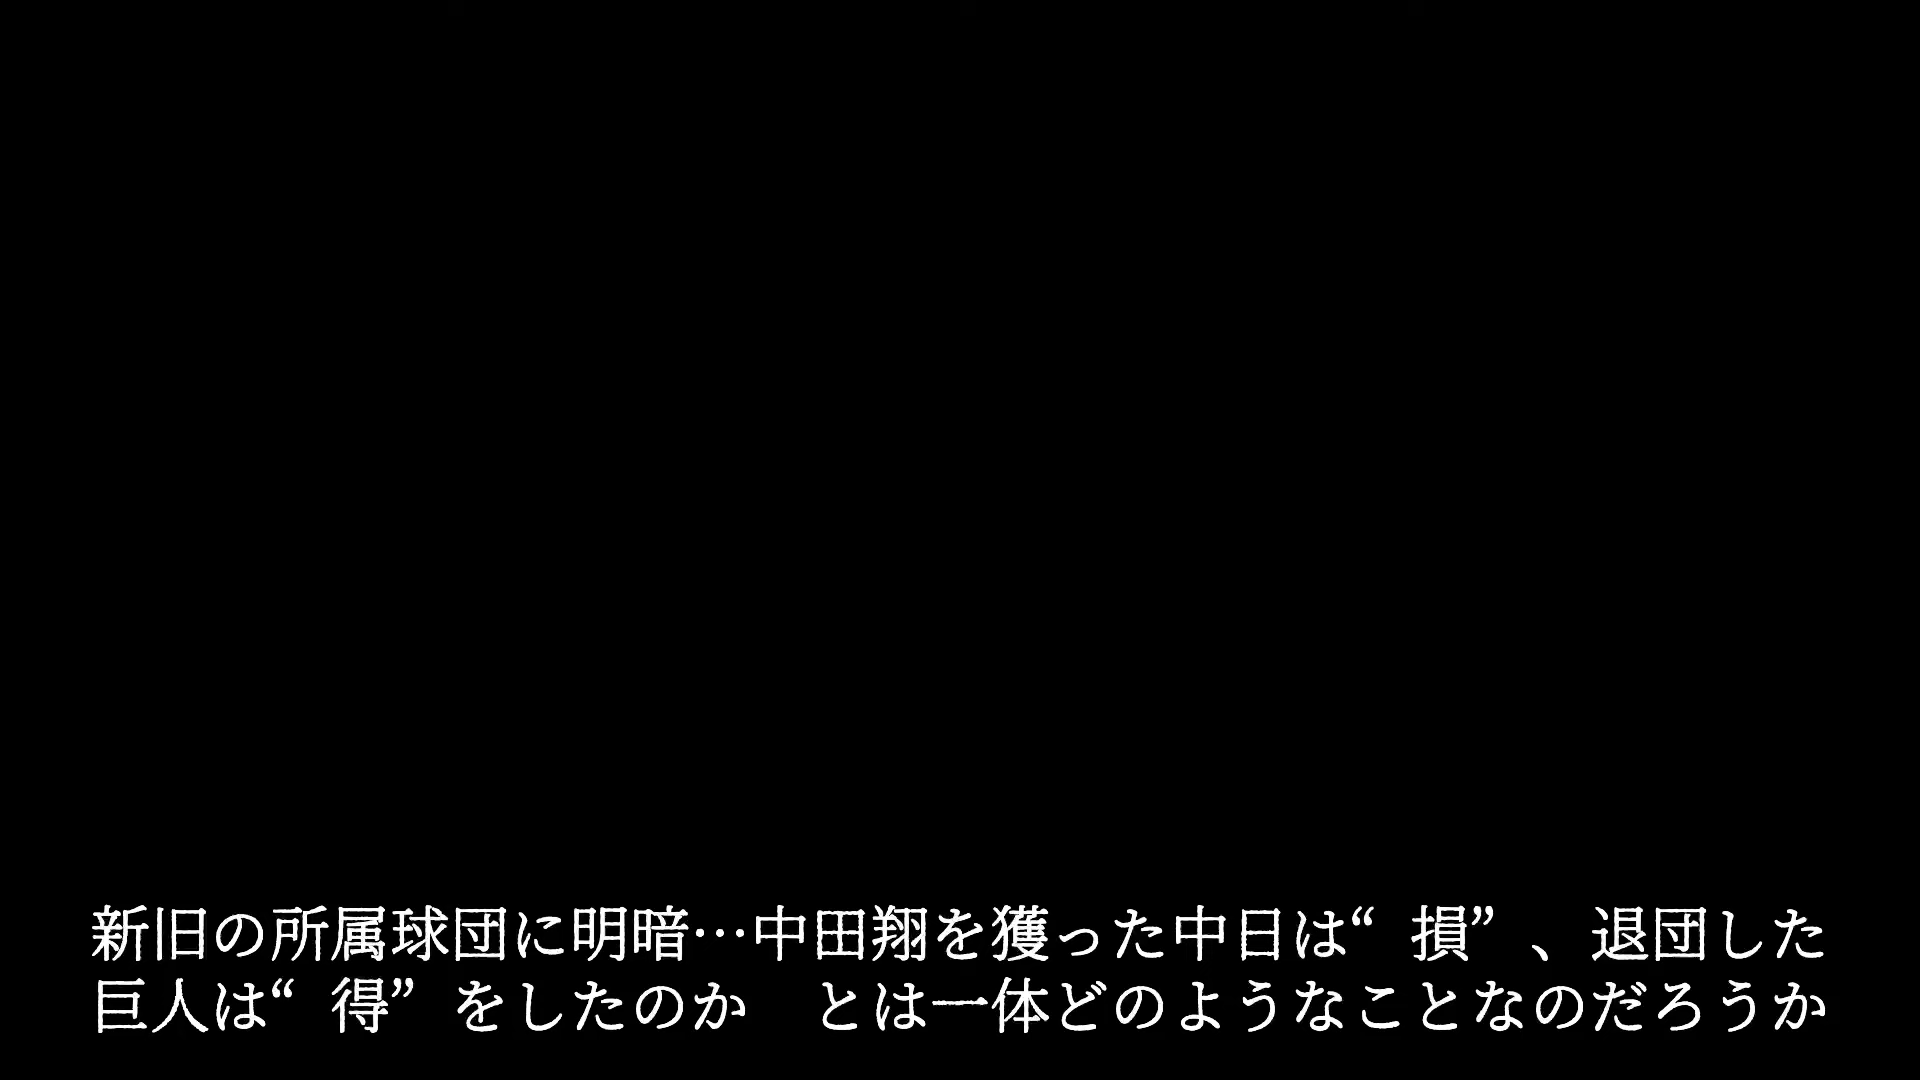 新旧の所属球団に明暗…中田翔を獲った中日は“損”、退団した
巨人は“得”をしたのか　とは一体どのようなことなのだろうか